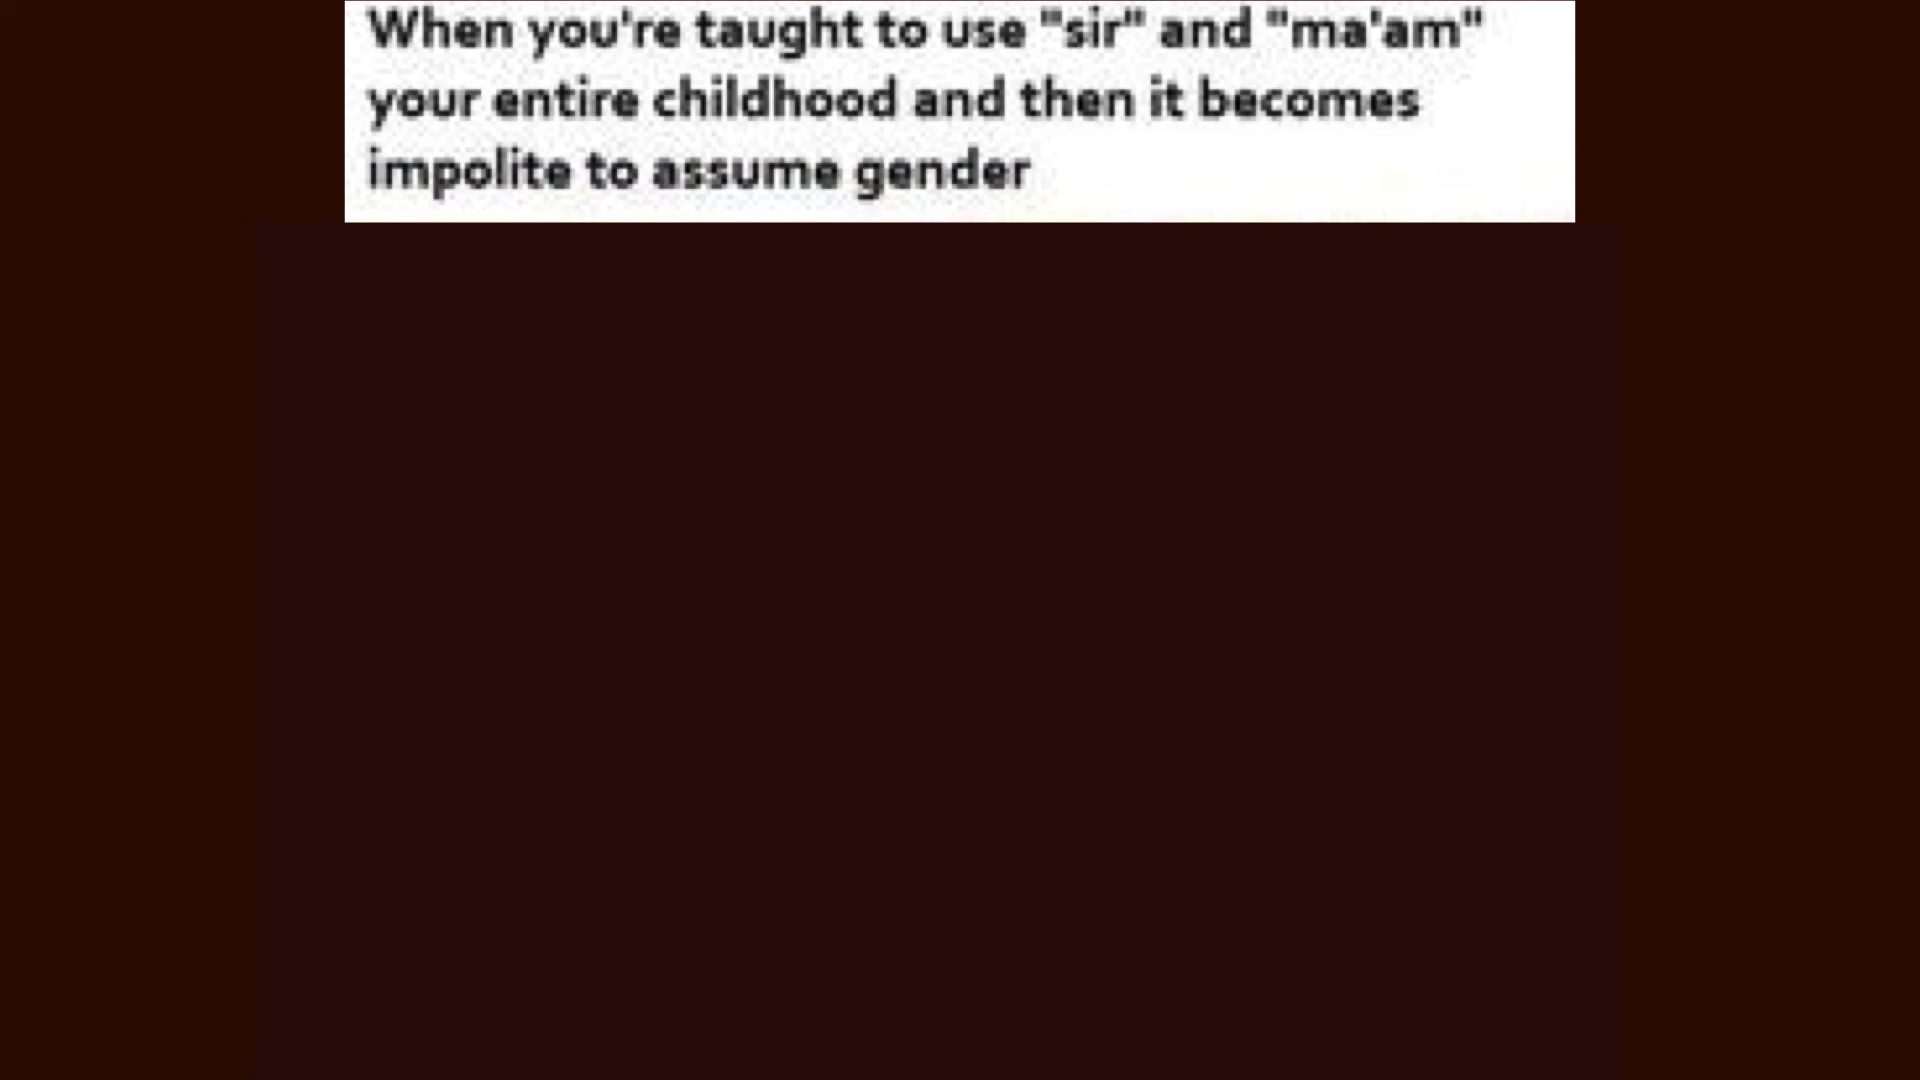 When you're taught to use "sir" and "ma'am"
your entire childhood and then it becomes
impolite to assume gender